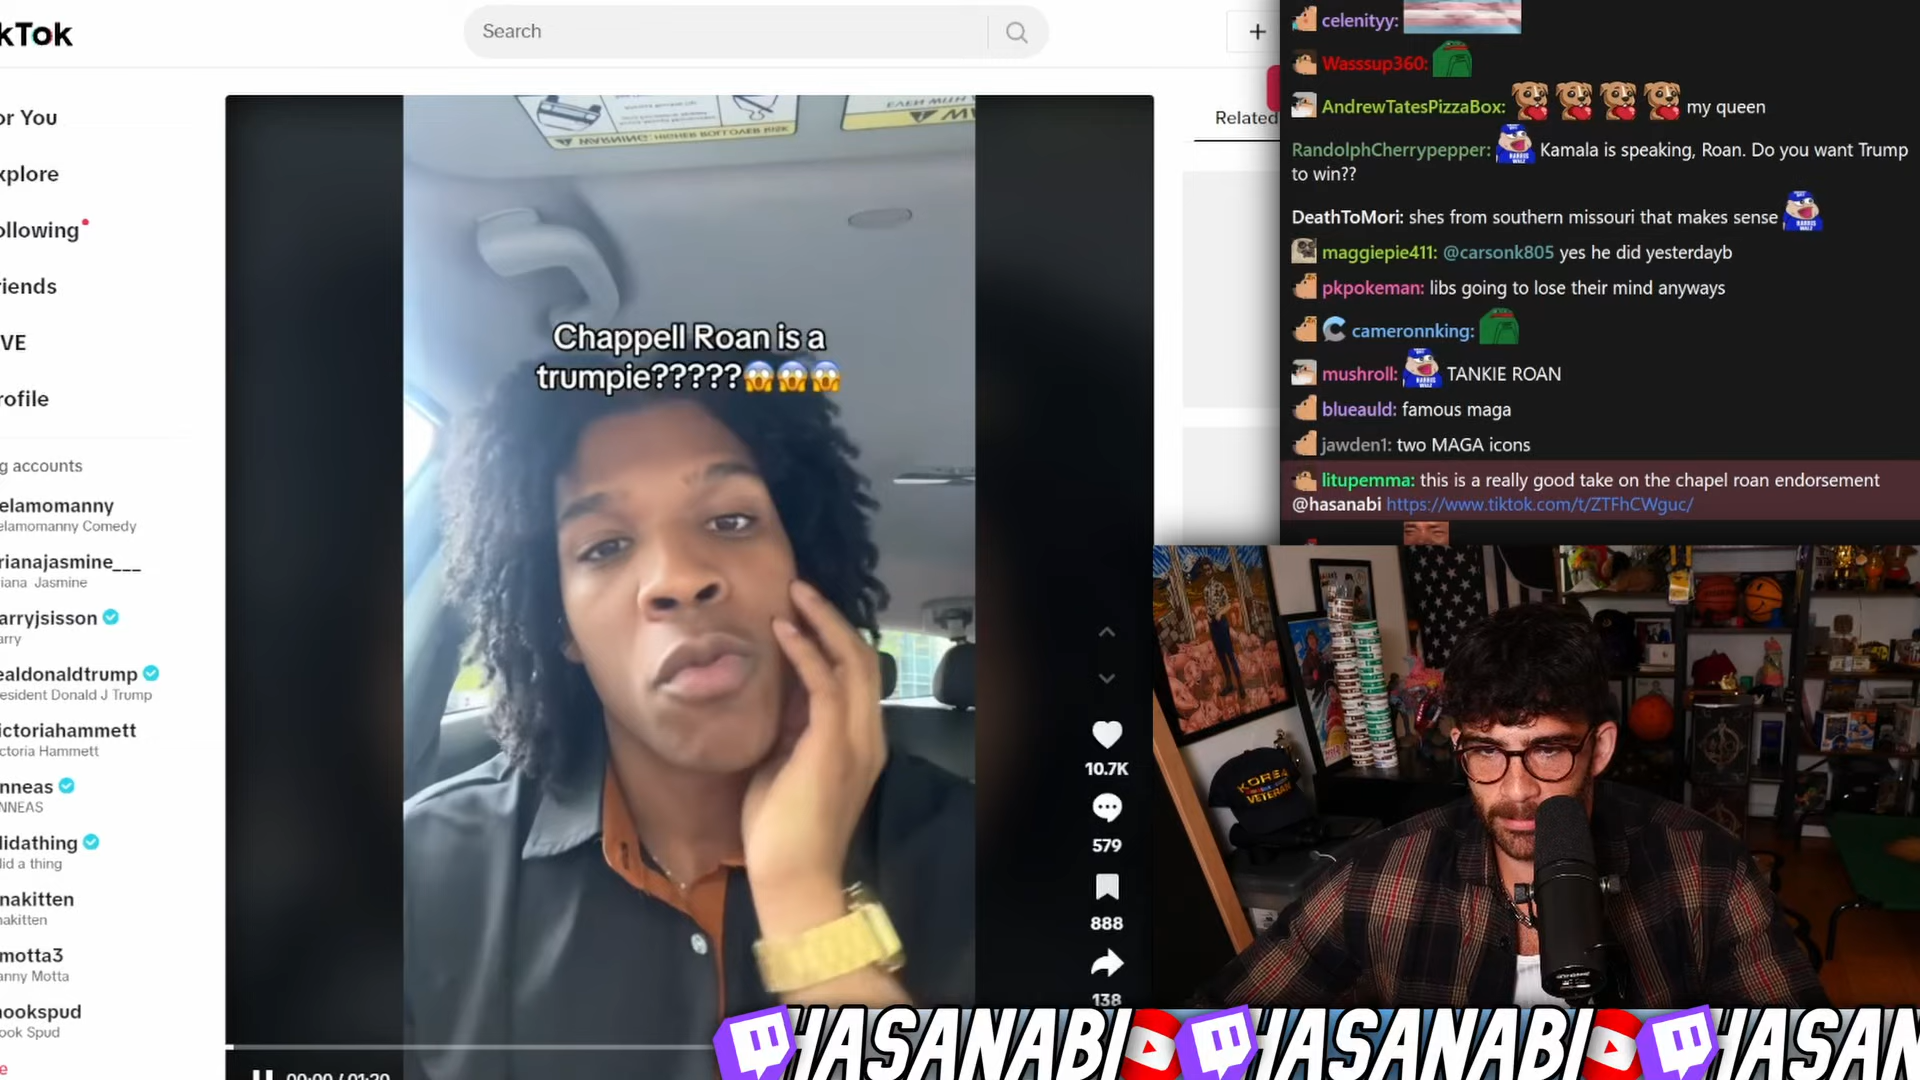 kTok
Search
or You
xplore
ollowing
iends
VE
rofile
g accounts
elamomanny
elamomanny Comedy
rianajasmine___
iana Jasmine
arryjsisson
arry
ealdonaldtrump
esident Donald J Trump
ictoriahammett
ctoria Hammett
nneas
NNEAS
lidathing
lid a thing
nakitten
nakitten
motta3
anny Motta
nookspud
ook Spud
WARNING: HIGHER ROLLOVER RISK
Chappell Roan is a
trumpie?????😱😱😱
10.7K
579
888
138
00:00 / 01:20
Related
celenityy:
Wasssup360:
AndrewTatesPizzaBox: my queen
RandolphCherrypepper: Kamala is speaking, Roan. Do you want Trump
to win??
DeathToMori: shes from southern missouri that makes sense
maggiepie411: @carsonk805 yes he did yesterdayb
pkpokeman: libs going to lose their mind anyways
cameronnking:
mushroll: TANKIE ROAN
blueauld: famous maga
jawden1: two MAGA icons
litupemma: this is a really good take on the chapel roan endorsement
@hasanabi https://www.tiktok.com/t/ZTFhCWguc/
KOREA
VETERAN
HASANABI HASANABI HASAN